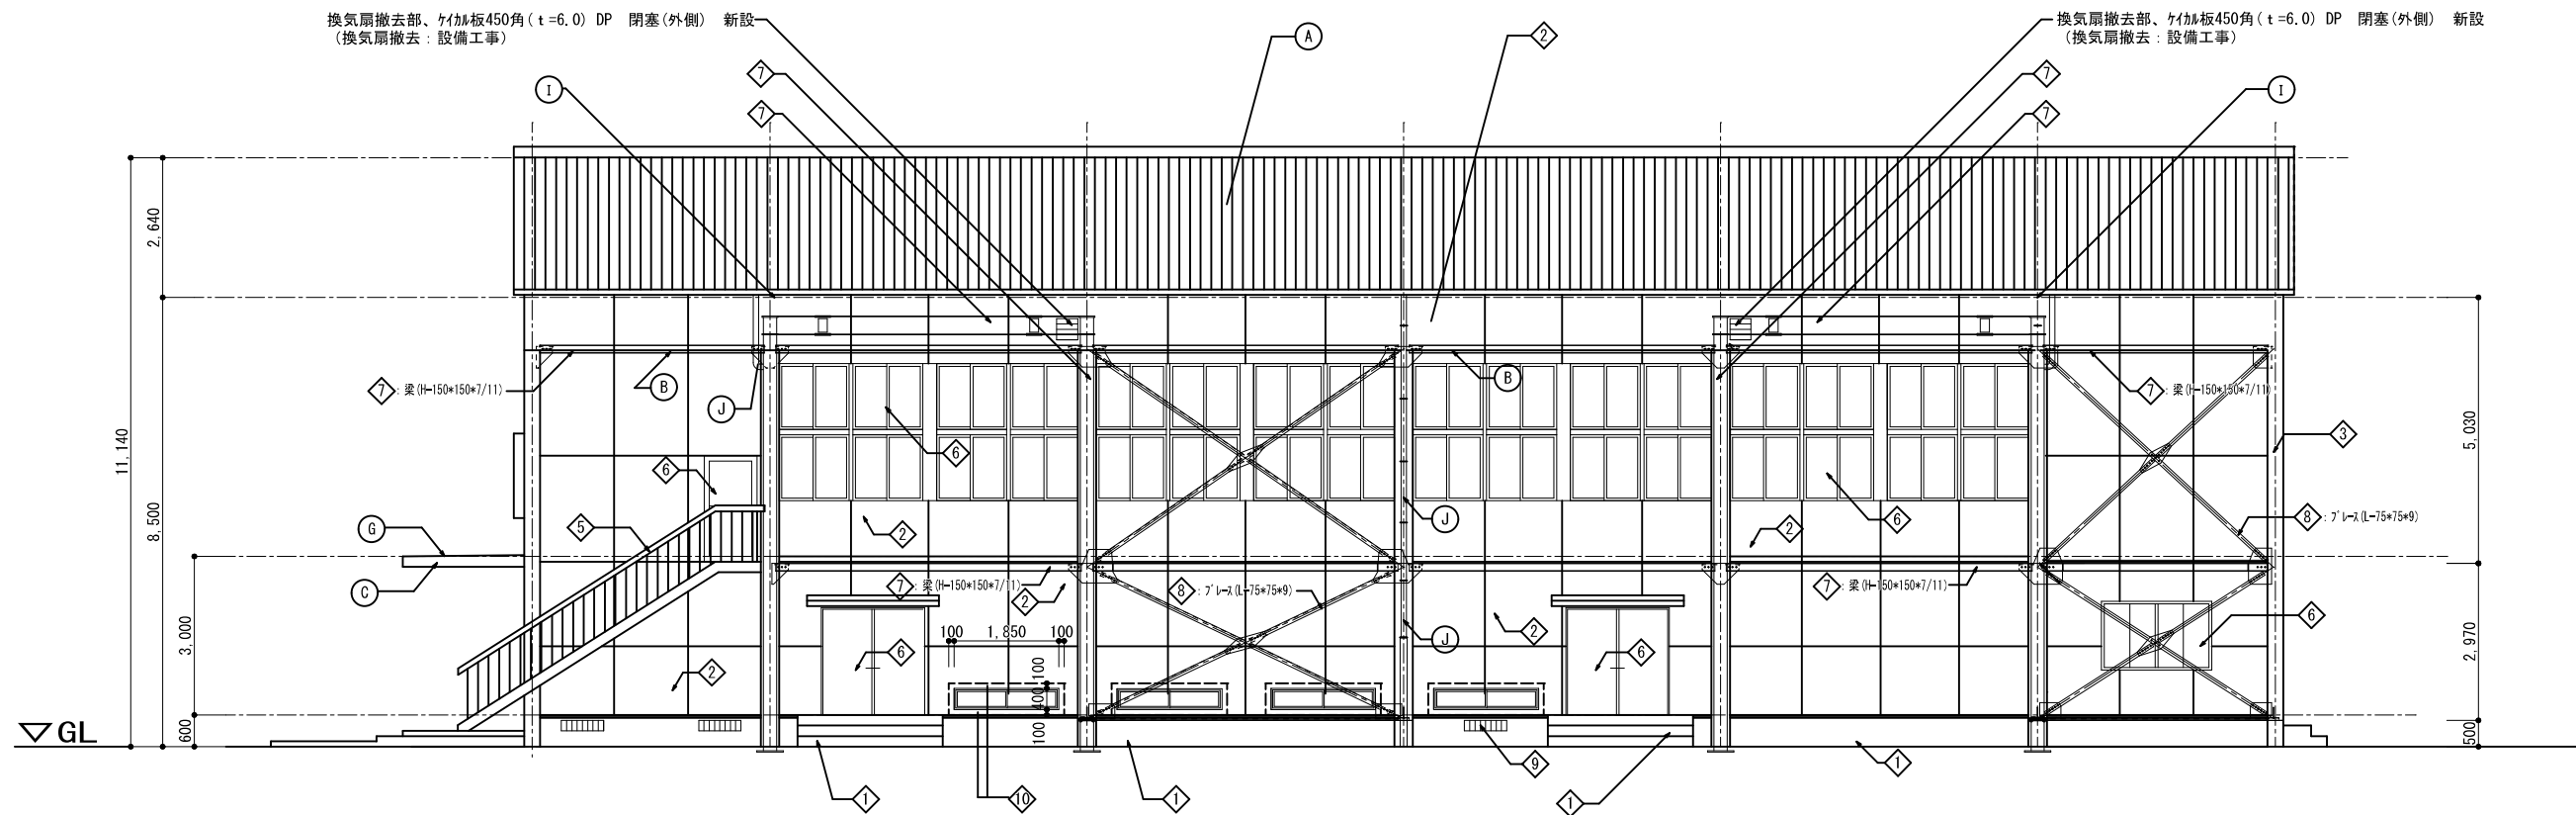 換気扇撤去部、ｹｲｶﾙ板450角(ｔ=6.0) DP　閉塞(外側)　新設
(換気扇撤去：設備工事)
A
2
換気扇撤去部、ｹｲｶﾙ板450角(ｔ=6.0) DP　閉塞(外側)　新設
(換気扇撤去：設備工事)
7
7
I
I
7
7
2,640
11,140
8,500
3,000
600
7：梁(H-150*150*7/11)
B
J
B
7：梁(H-150*150*7/11)
3
5,030
6
6
6
G
5
2
J
2
8：ﾌﾞﾚｰｽ(L-75*75*9)
C
7：梁(H-150*150*7/11)
2
8：ﾌﾞﾚｰｽ(L-75*75*9)
7：梁(H-150*150*7/11)
6
2
J
2,970
100
1,850
100
6
6
2
100
400
100
GL
500
1
10
1
9
1
1